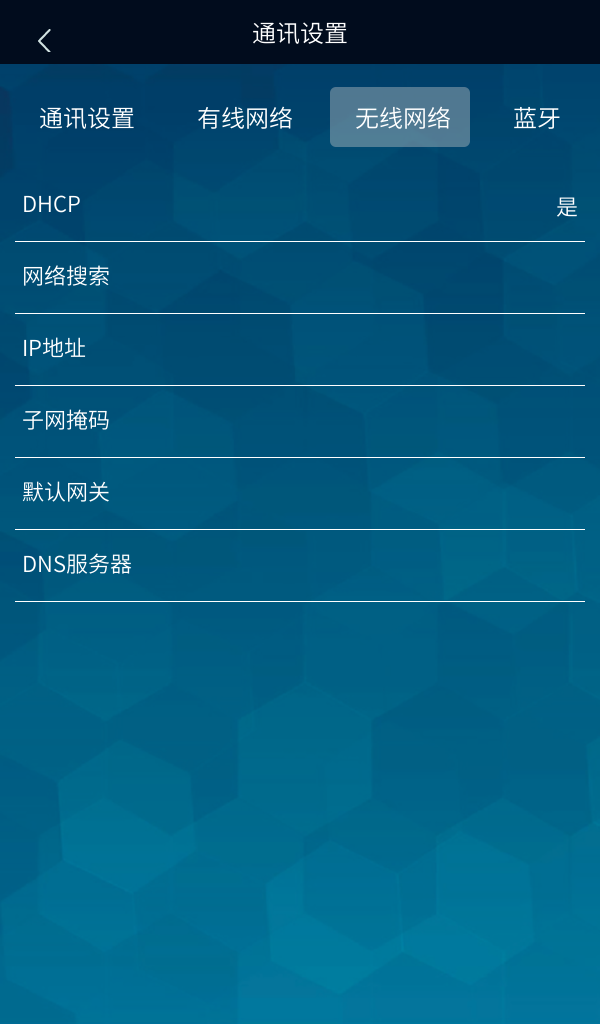 通讯设置
通讯设置 有线网络 无线网络 蓝牙
DHCP 是
网络搜索
IP地址
子网掩码
默认网关
DNS服务器